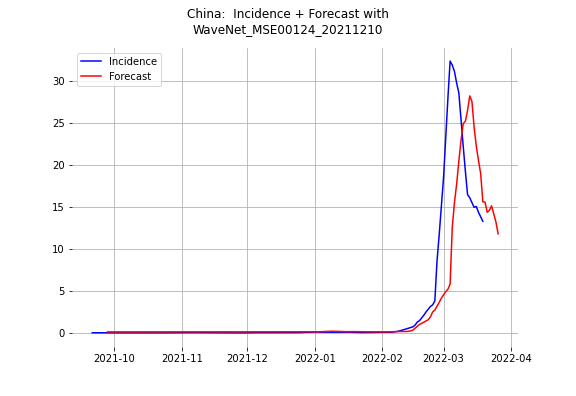 China:  Incidence + Forecast with
WaveNet_MSE00124_20211210
Incidence
Forecast
30
25
20
15
10
5
0
2021-10 2021-11 2021-12 2022-01 2022-02 2022-03 2022-04